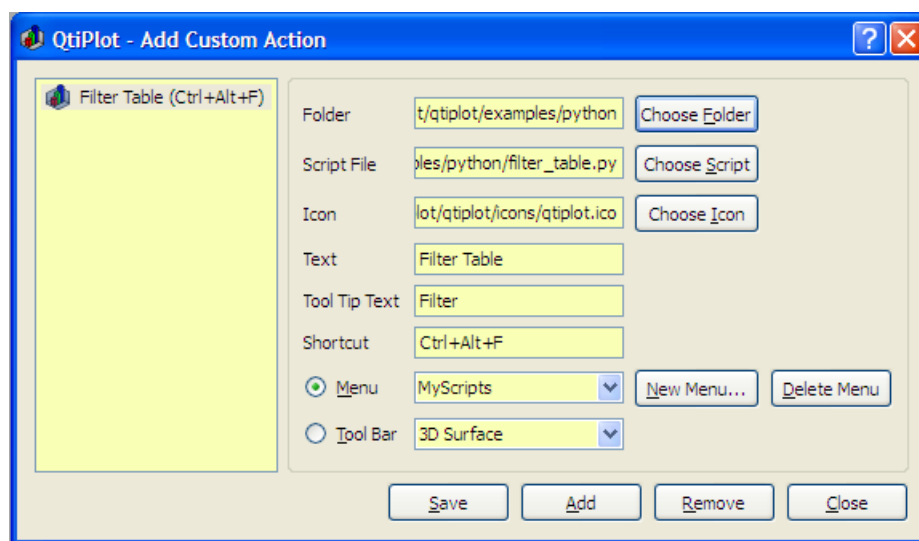 QtiPlot - Add Custom Action
Filter Table (Ctrl+Alt+F)
Folder t/qtiplot/examples/python Choose Folder
Script File ples/python/filter_table.py Choose Script
Icon lot/qtiplot/icons/qtiplot.ico Choose Icon
Text Filter Table
Tool Tip Text Filter
Shortcut Ctrl+Alt+F
Menu MyScripts New Menu... Delete Menu
Tool Bar 3D Surface
Save Add Remove Close